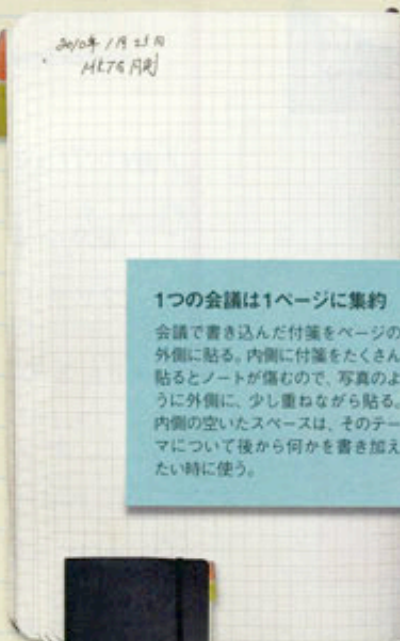 2010年1月25日
MKTG 月例
1つの会議は1ページに集約
会議で書き込んだ付箋をページの
外側に貼る。内側に付箋をたくさん
貼るとノートが傷むので、写真のよ
うに外側に、少し重ねながら貼る。
内側の空いたスペースは、そのテー
マについて後から何かを書き加え
たい時に使う。